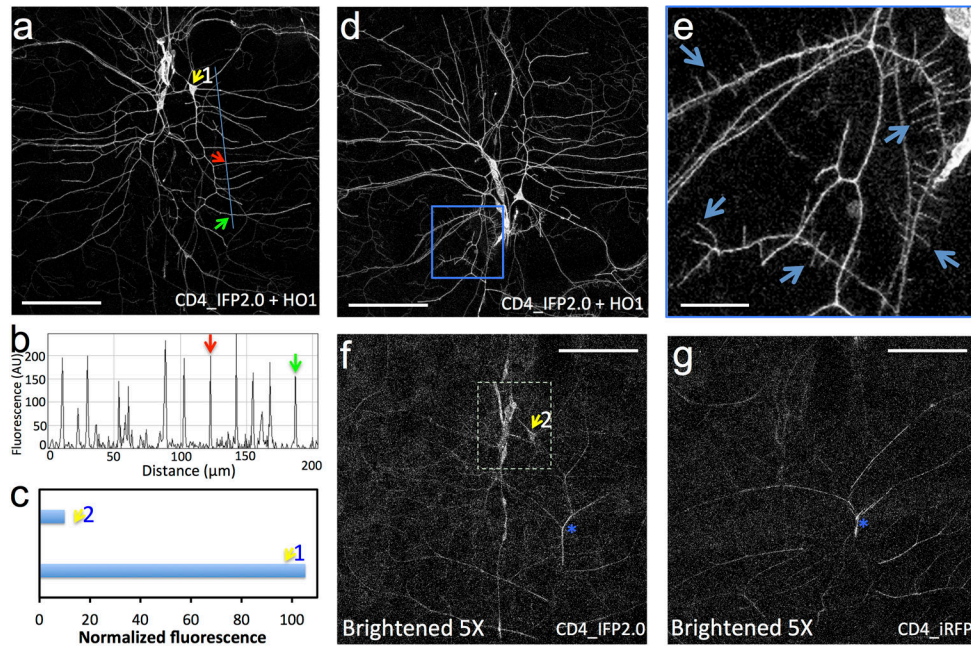 a
1
CD4_IFP2.0 + HO1
d
CD4_IFP2.0 + HO1
e
b
Fluorescence (AU)
200
150
100
50
0
0
50
100
150
200
Distance (μm)
c
2
1
0
20
40
60
80
100
Normalized fluorescence
f
2
*
Brightened 5X
CD4_IFP2.0
g
*
Brightened 5X
CD4_iRFP